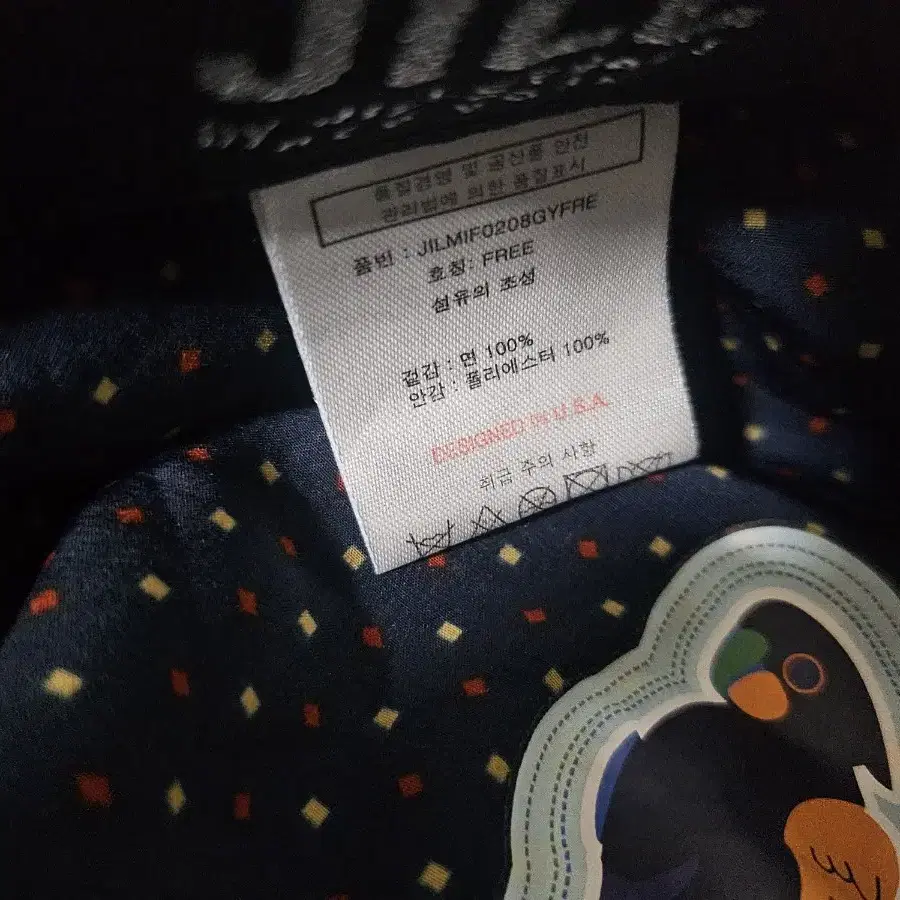 품질경영 및 공산품 안전
관리법에 의한 품질표시
품번 : JILMIF0208GYFRE
호칭: FREE
섬유의 조성
겉감 : 면 100%
안감 : 폴리에스터 100%
DESIGNED by U.S.A.
취급 주의 사항